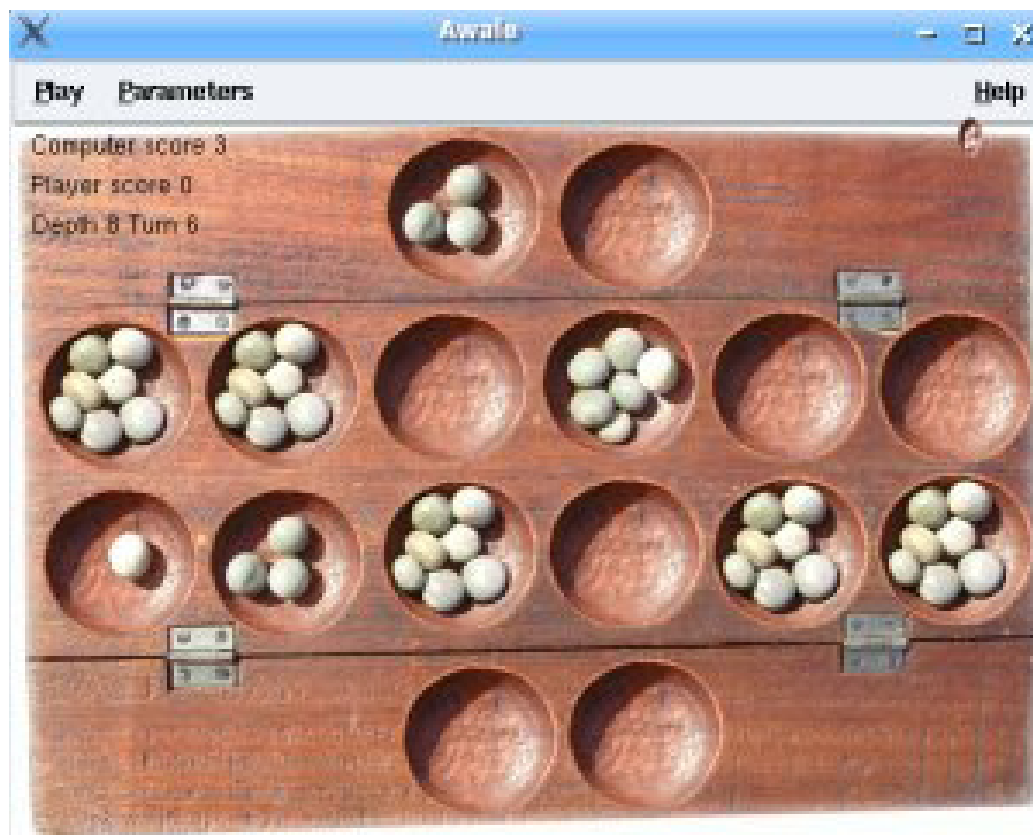 Awale
Play Parameters Help
Computer score 3
Player score 0
Depth 8 Turn 6